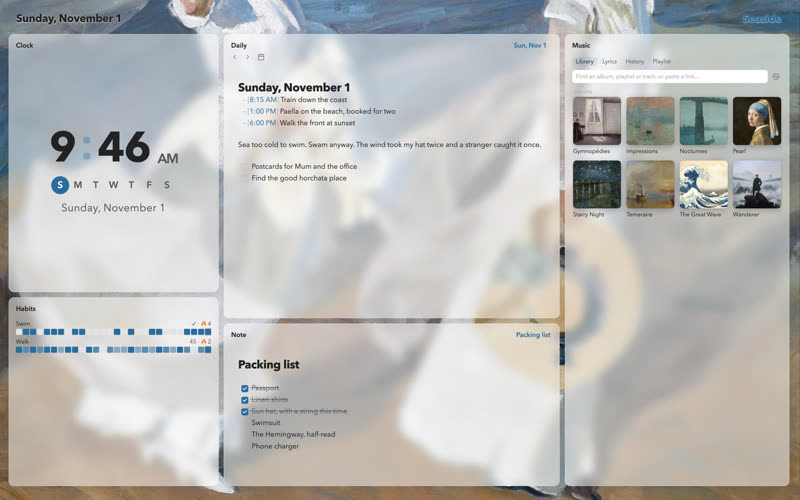 Sunday, November 1
Seaside
Clock
9:46 AM
S M T W T F S
Sunday, November 1
Habits
Swim
4
Walk
45 · 2
Daily
Sun, Nov 1
Sunday, November 1
[8:15 AM] Train down the coast
[1:00 PM] Paella on the beach, booked for two
[6:00 PM] Walk the front at sunset
Sea too cold to swim. Swam anyway. The wind took my hat twice and a stranger caught it once.
Postcards for Mum and the office
Find the good horchata place
Note
Packing list
Packing list
Passport
Linen shirts
Sun hat, with a string this time
Swimsuit
The Hemingway, half-read
Phone charger
Music
Library Lyrics History Playlist
Find an album, playlist or track, or paste a link...
Gymnopédies
Impressions
Nocturnes
Pearl
Starry Night
Temeraire
The Great Wave
Wanderer